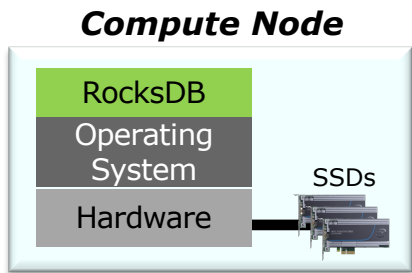 Compute Node
RocksDB
Operating
System
SSDs
Hardware